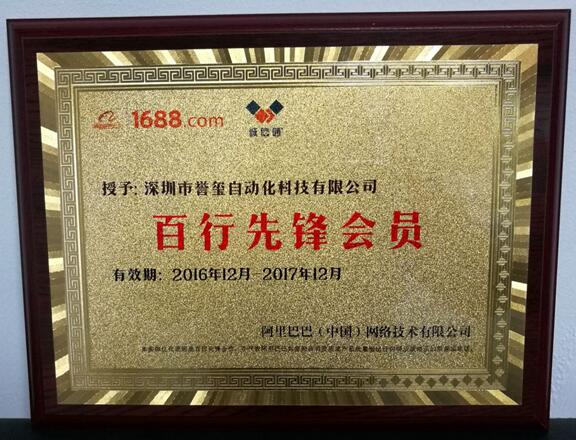 1688.com
诚信通
授予: 深圳市誉玺自动化科技有限公司
百行先锋会员
有效期: 2016年12月-2017年12月
阿里巴巴（中国）网络技术有限公司